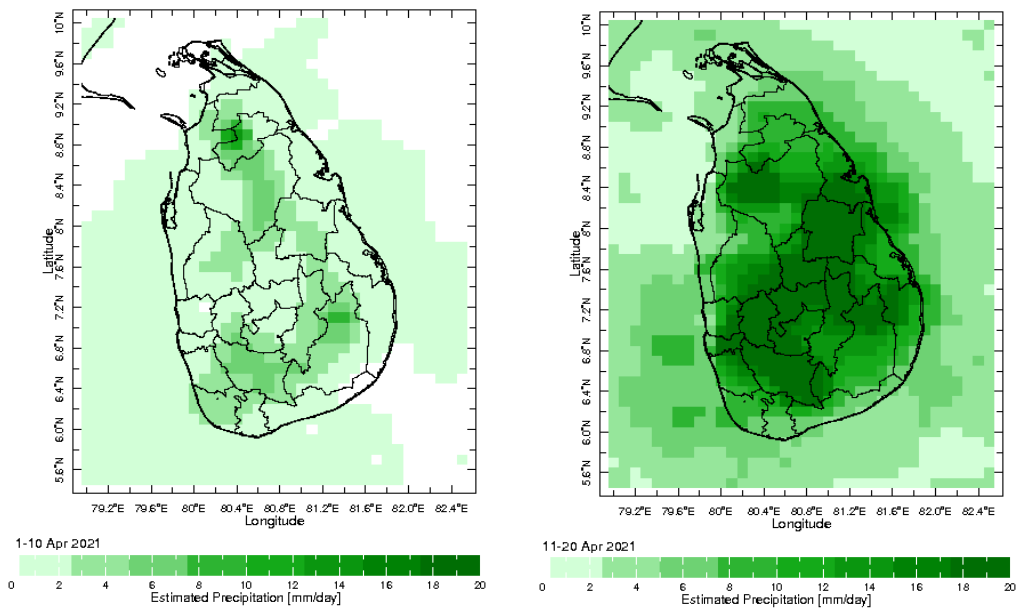 10°N
9.6°N
9.2°N
8.8°N
8.4°N
8°N
7.6°N
7.2°N
6.8°N
6.4°N
6.0°N
5.6°N
Latitude
79.2°E 79.6°E 80°E 80.4°E 80.8°E 81.2°E 81.6°E 82.0°E 82.4°E
Longitude
1-10 Apr 2021
0 2 4 6 8 10 12 14 16 18 20
Estimated Precipitation [mm/day]
10°N
9.6°N
9.2°N
8.8°N
8.4°N
8°N
7.6°N
7.2°N
6.8°N
6.4°N
6.0°N
5.6°N
Latitude
79.2°E 79.6°E 80°E 80.4°E 80.8°E 81.2°E 81.6°E 82.0°E 82.4°E
Longitude
11-20 Apr 2021
0 2 4 6 8 10 12 14 16 18 20
Estimated Precipitation [mm/day]